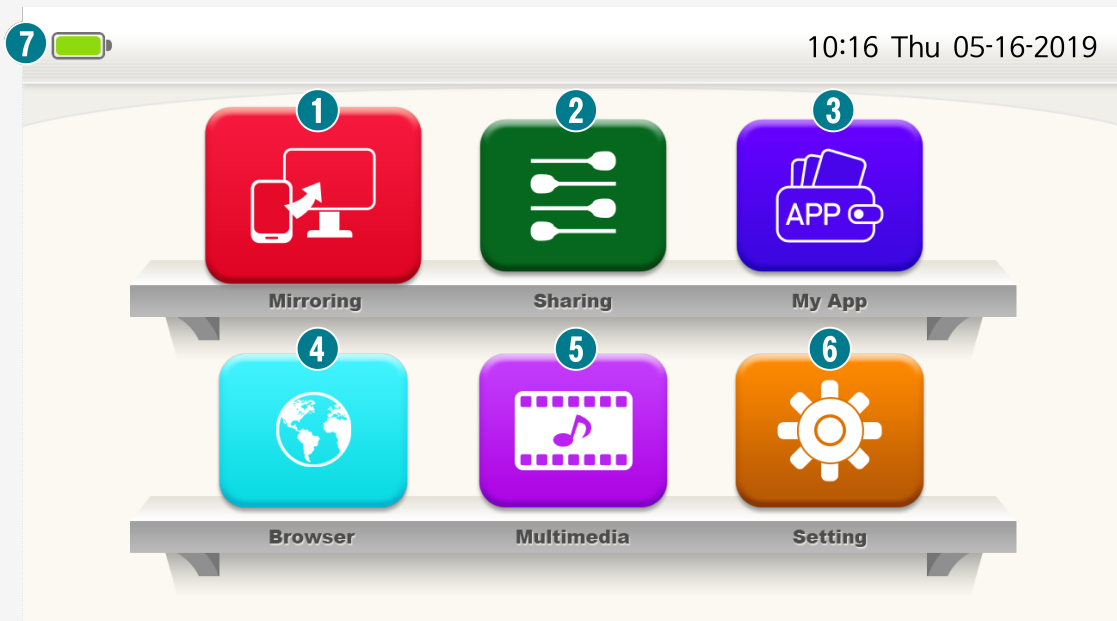 7
10:16 Thu 05-16-2019
1
2
3
APP
Mirroring
Sharing
My App
4
5
6
Browser
Multimedia
Setting